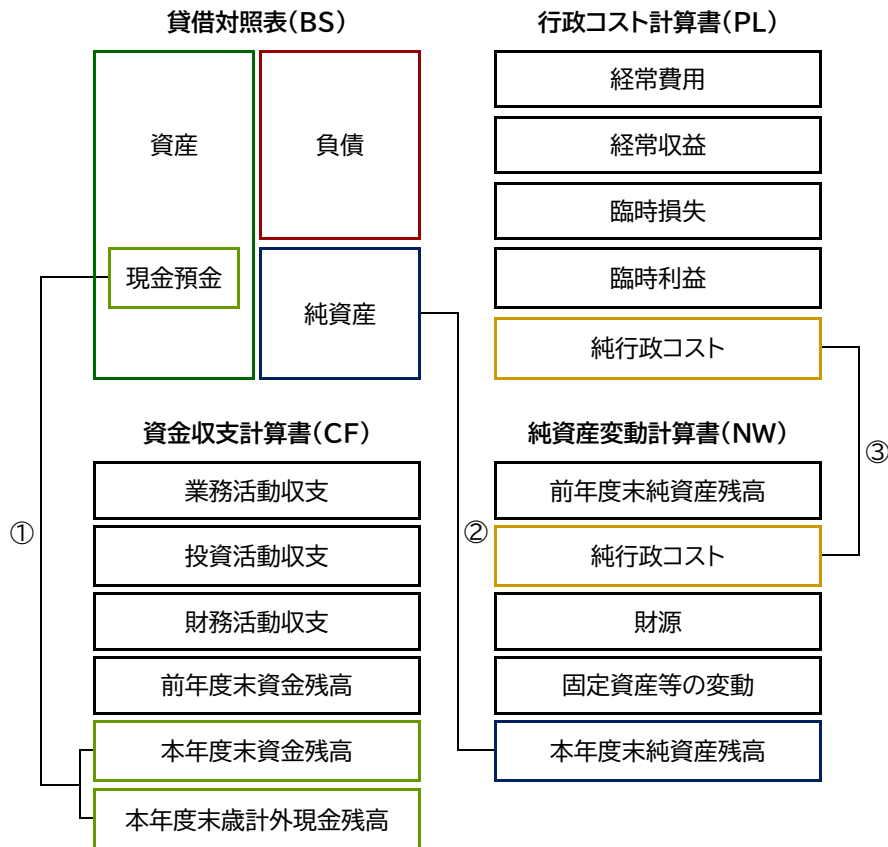 貸借対照表(BS)
資産
負債
現金預金
純資産
行政コスト計算書(PL)
経常費用
経常収益
臨時損失
臨時利益
純行政コスト
資金収支計算書(CF)
業務活動収支
投資活動収支
財務活動収支
前年度末資金残高
本年度末資金残高
本年度末歳計外現金残高
純資産変動計算書(NW)
前年度末純資産残高
純行政コスト
財源
固定資産等の変動
本年度末純資産残高
①
②
③